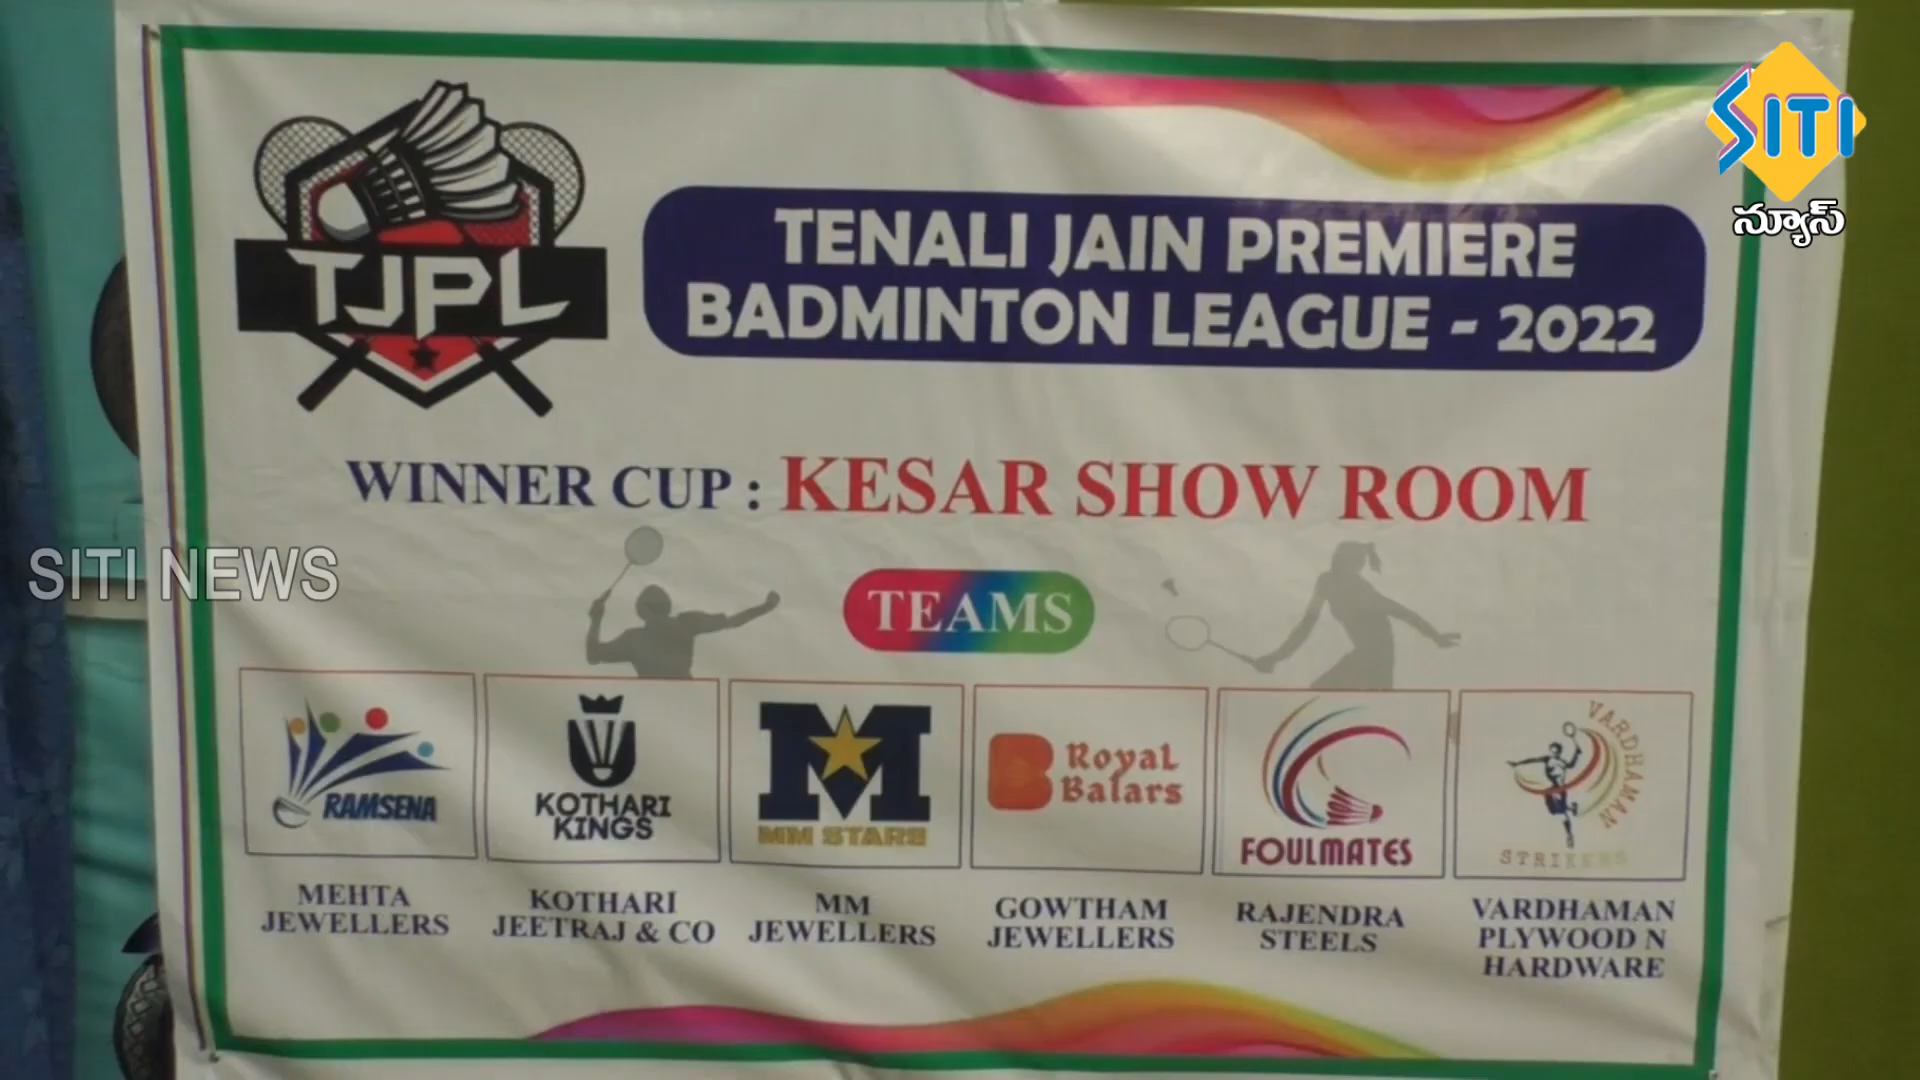 SITI
న్యూస్
TJPL
TENALI JAIN PREMIERE
BADMINTON LEAGUE - 2022
WINNER CUP : KESAR SHOW ROOM
SITI NEWS
TEAMS
RAMSENA
KOTHARI
KINGS
M
MM STARS
B Royal
Balars
FOULMATES
VARDHAMAN
STRIKERS
MEHTA
JEWELLERS
KOTHARI
JEETRAJ & CO
MM
JEWELLERS
GOWTHAM
JEWELLERS
RAJENDRA
STEELS
VARDHAMAN
PLYWOOD N
HARDWARE